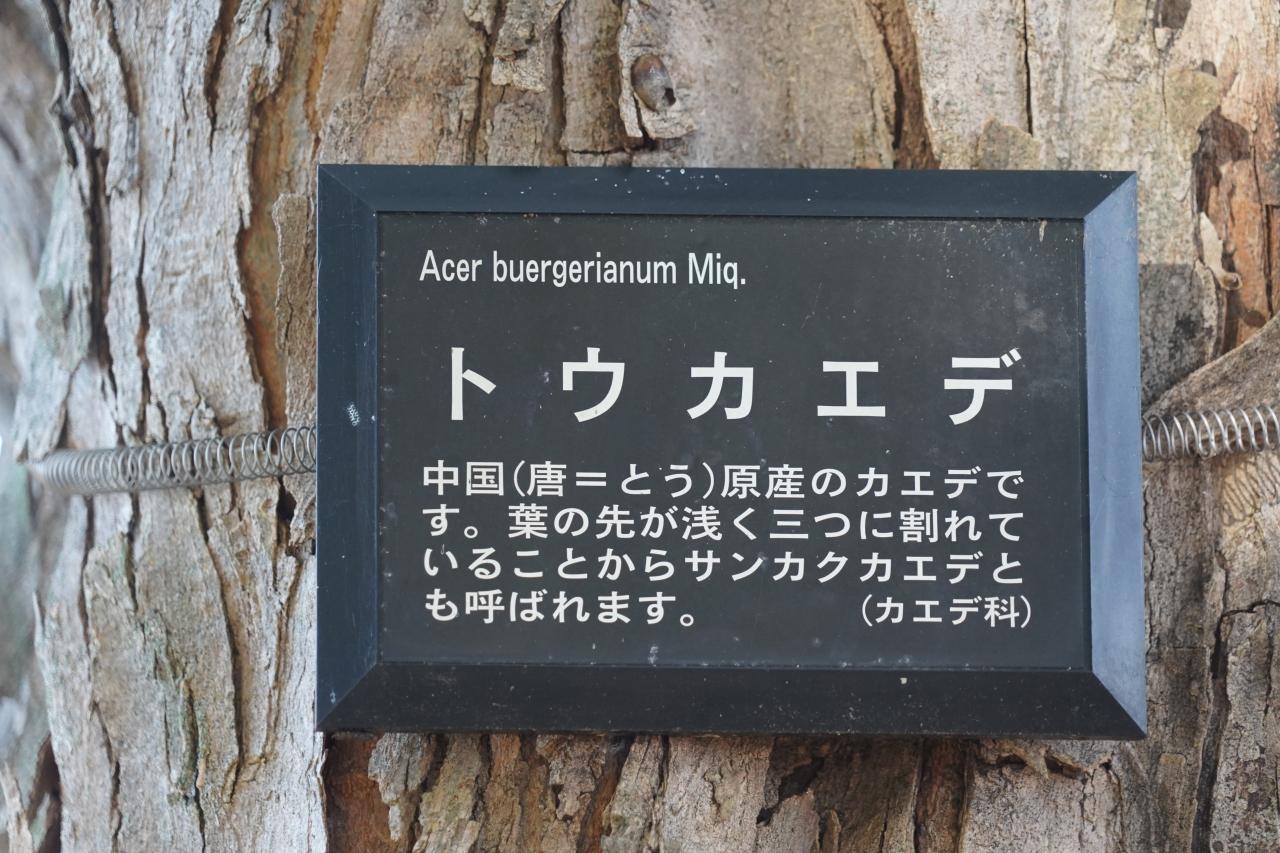 Acer buergerianum Miq.
トウカエデ
中国(唐＝とう)原産のカエデで
す。葉の先が浅く三つに割れて
いることからサンカクカエデと
も呼ばれます。 (カエデ科)